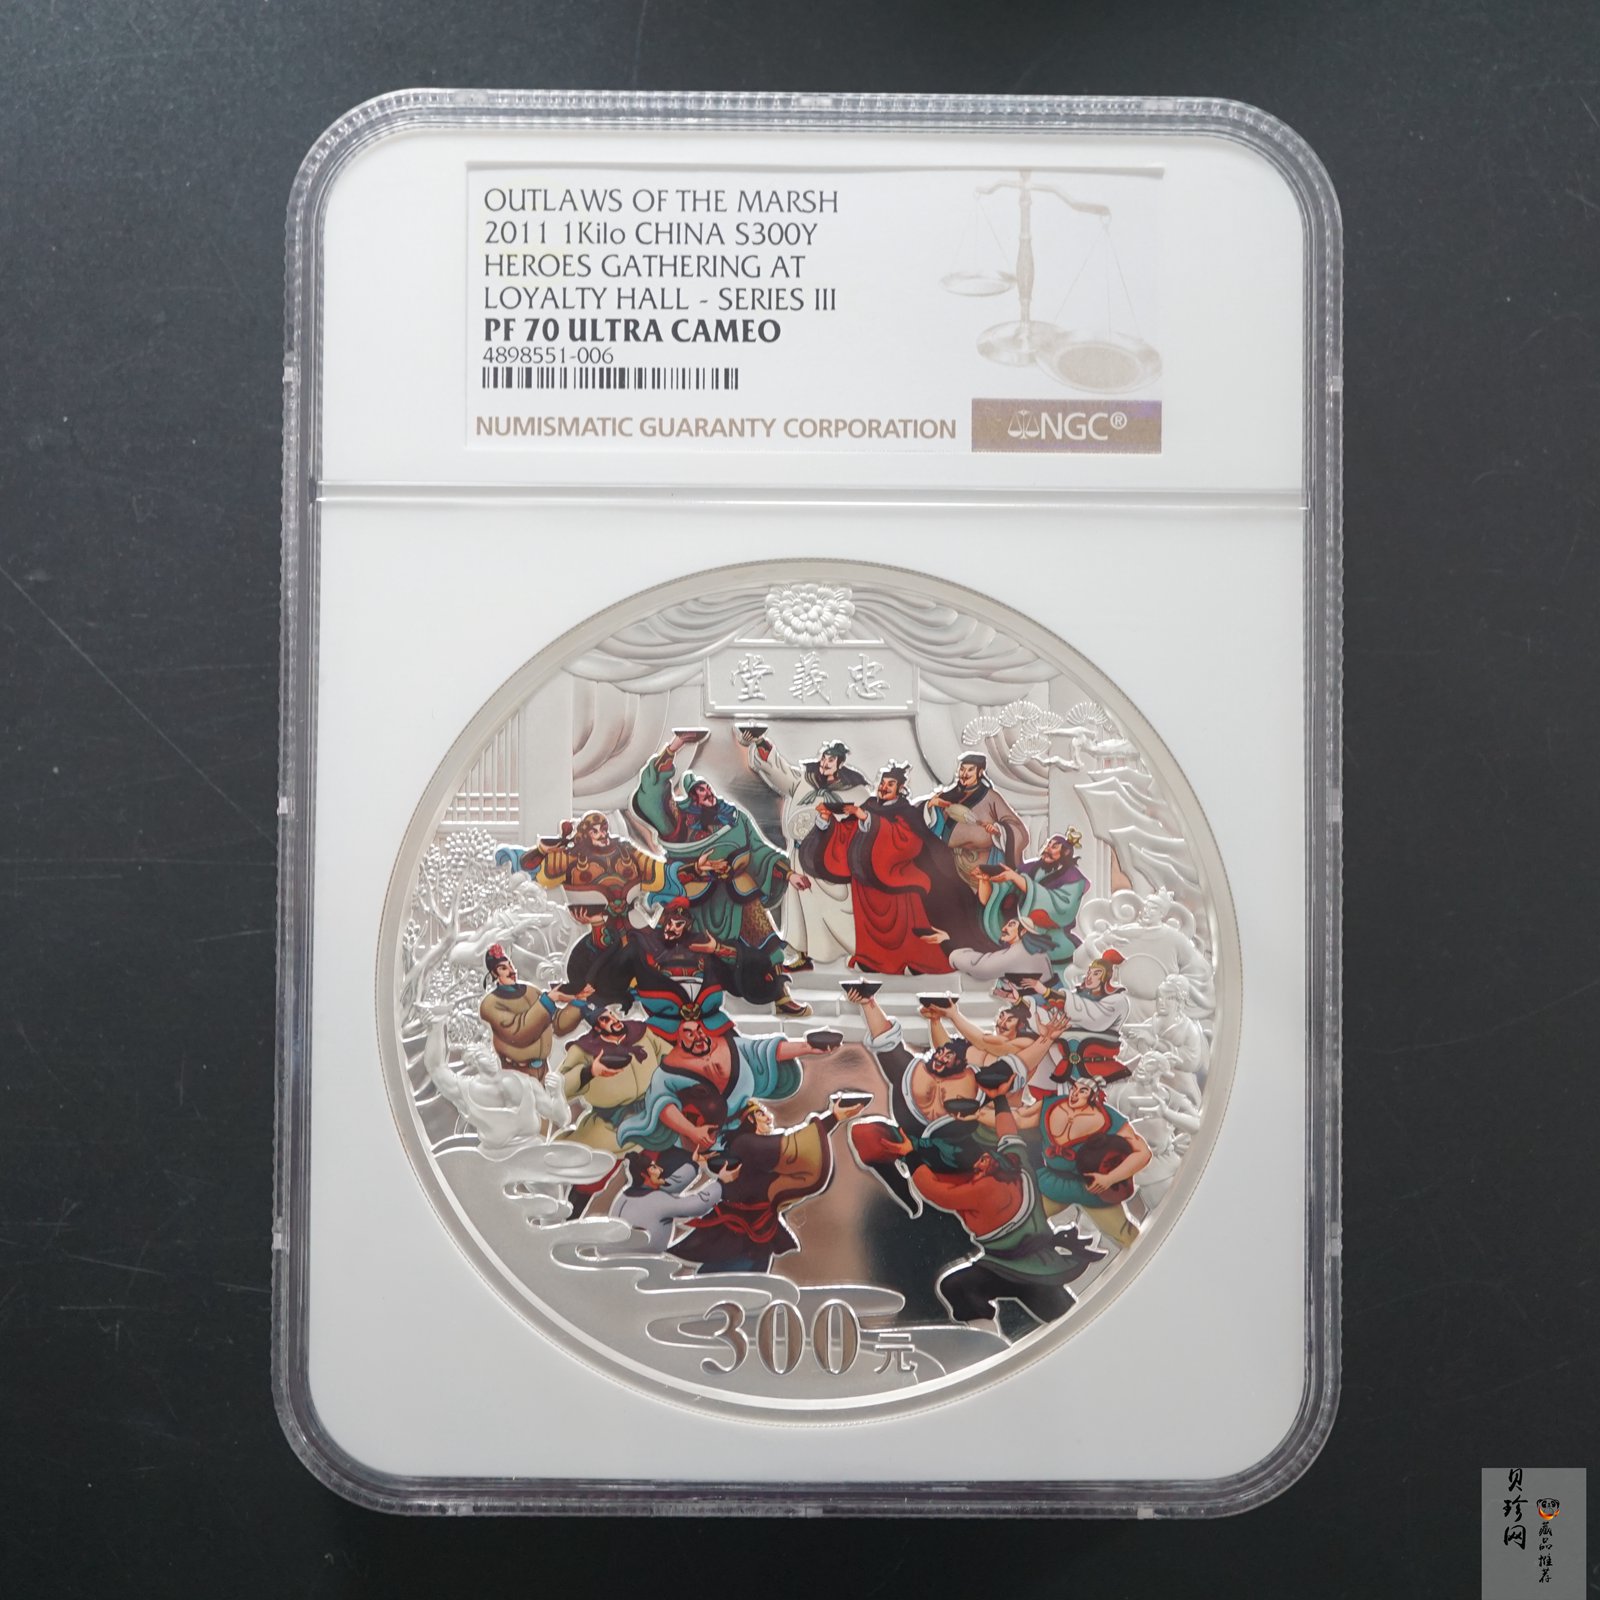 OUTLAWS OF THE MARSH
2011 1Kilo CHINA S300Y
HEROES GATHERING AT
LOYALTY HALL - SERIES III
PF 70 ULTRA CAMEO
4898551-006
NUMISMATIC GUARANTY CORPORATION
NGC®
堂義忠
300元
贝珍网
藏品推荐